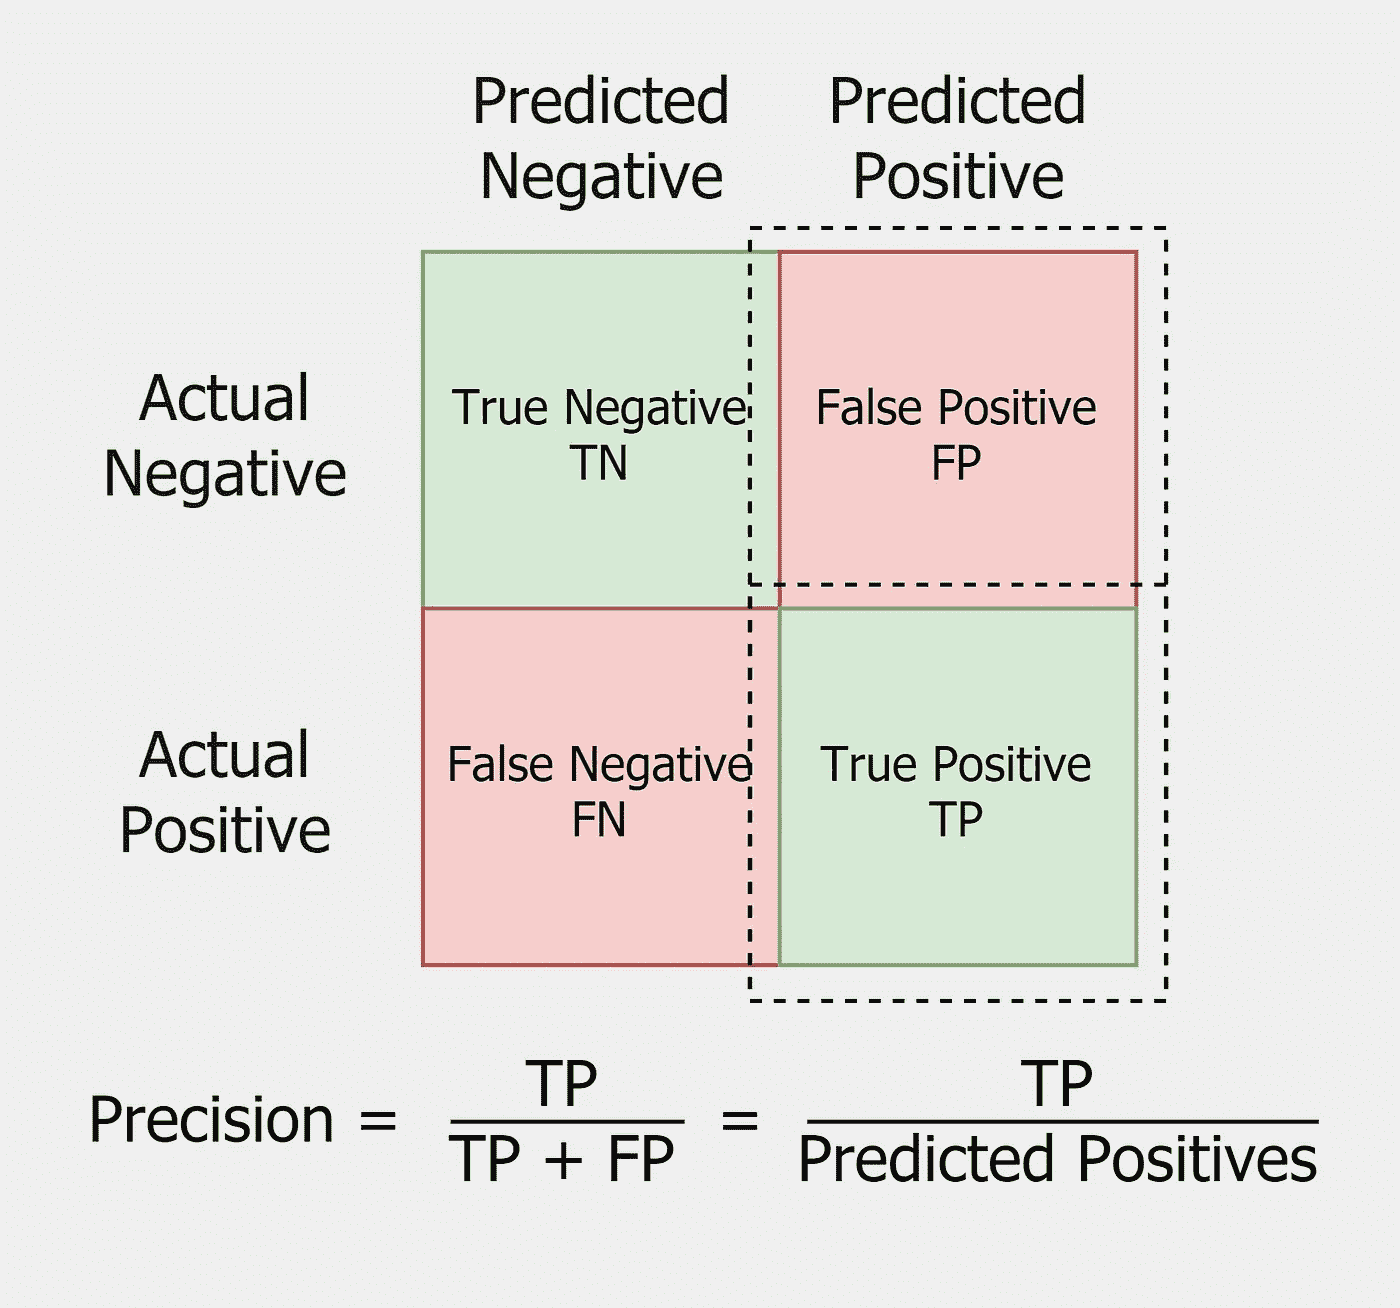 Predicted Negative
Predicted Positive
Actual Negative
True Negative
TN
False Positive
FP
Actual Positive
False Negative
FN
True Positive
TP
Precision = TP / TP + FP = TP / Predicted Positives